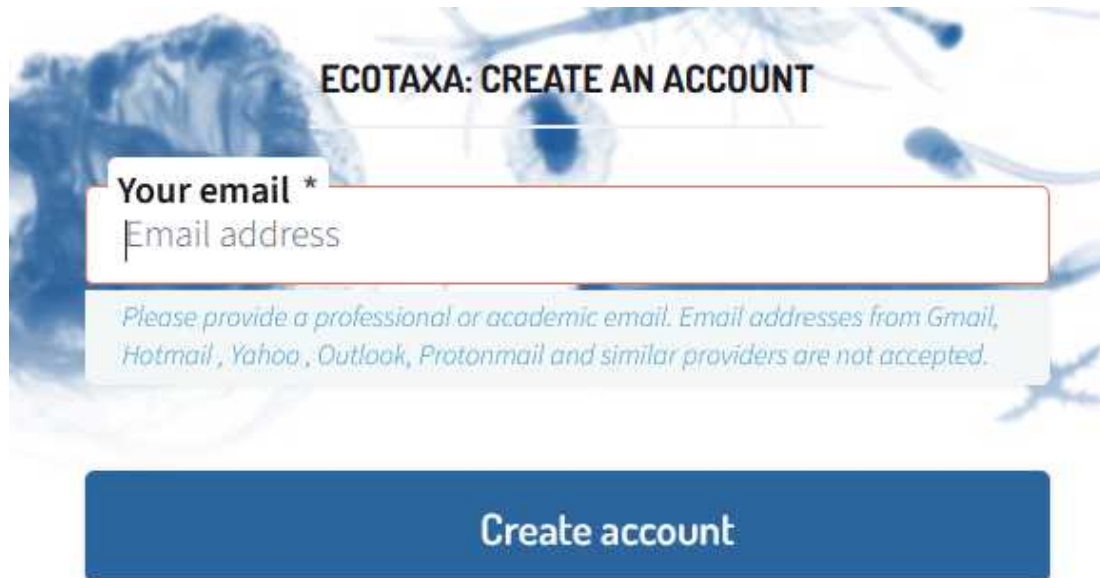 ECOTAXA: CREATE AN ACCOUNT
Your email *
Email address
Please provide a professional or academic email. Email addresses from Gmail,
Hotmail , Yahoo , Outlook, Protonmail and similar providers are not accepted.
Create account